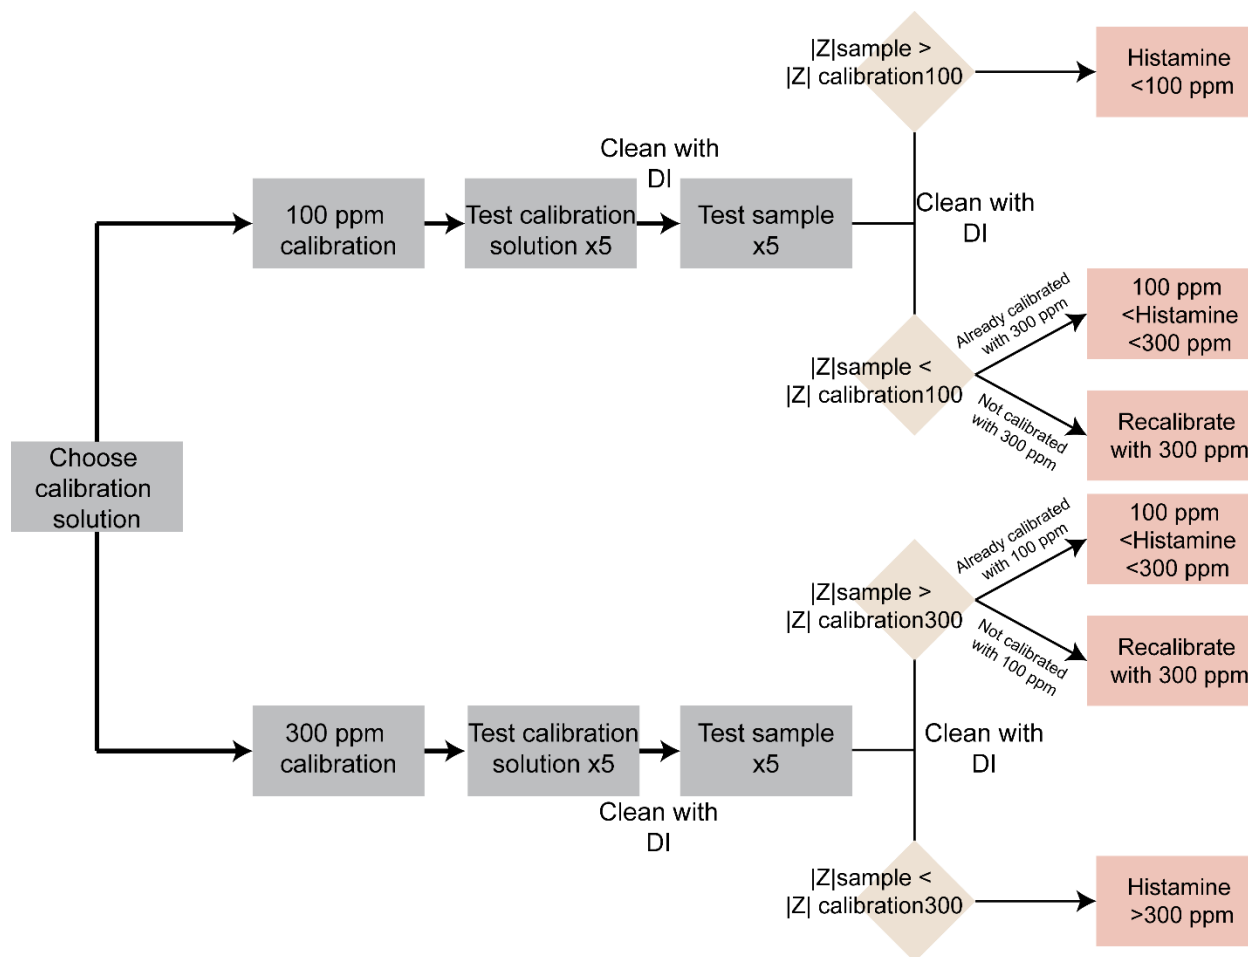 |Z|sample >
|Z| calibration100
Histamine
<100 ppm
Clean with
DI
100 ppm
calibration
Test calibration
solution x5
Test sample
x5
Clean with
DI
|Z|sample <
|Z| calibration100
Already calibrated
with 300 ppm
100 ppm
<Histamine
<300 ppm
Not calibrated
with 300 ppm
Recalibrate
with 300 ppm
Choose
calibration
solution
|Z|sample >
|Z| calibration300
Already calibrated
with 100 ppm
100 ppm
<Histamine
<300 ppm
Not calibrated
with 100 ppm
Recalibrate
with 300 ppm
300 ppm
calibration
Test calibration
solution x5
Clean with
DI
Test sample
x5
Clean with
DI
|Z|sample <
|Z| calibration300
Histamine
>300 ppm